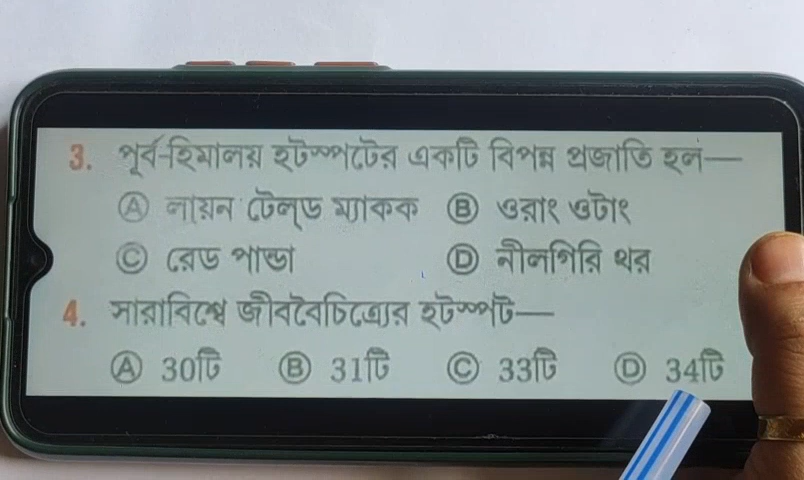 3. পূর্ব-হিমালয় হটস্পটের একটি বিপন্ন প্রজাতি হল—
Ⓐ লায়ন টেল্‌ড ম্যাকক Ⓑ ওরাং ওটাং
Ⓒ রেড পান্ডা Ⓓ নীলগিরি থর
4. সারাবিশ্বে জীববৈচিত্র্যের হটস্পট—
Ⓐ 30টি Ⓑ 31টি Ⓒ 33টি Ⓓ 34টি